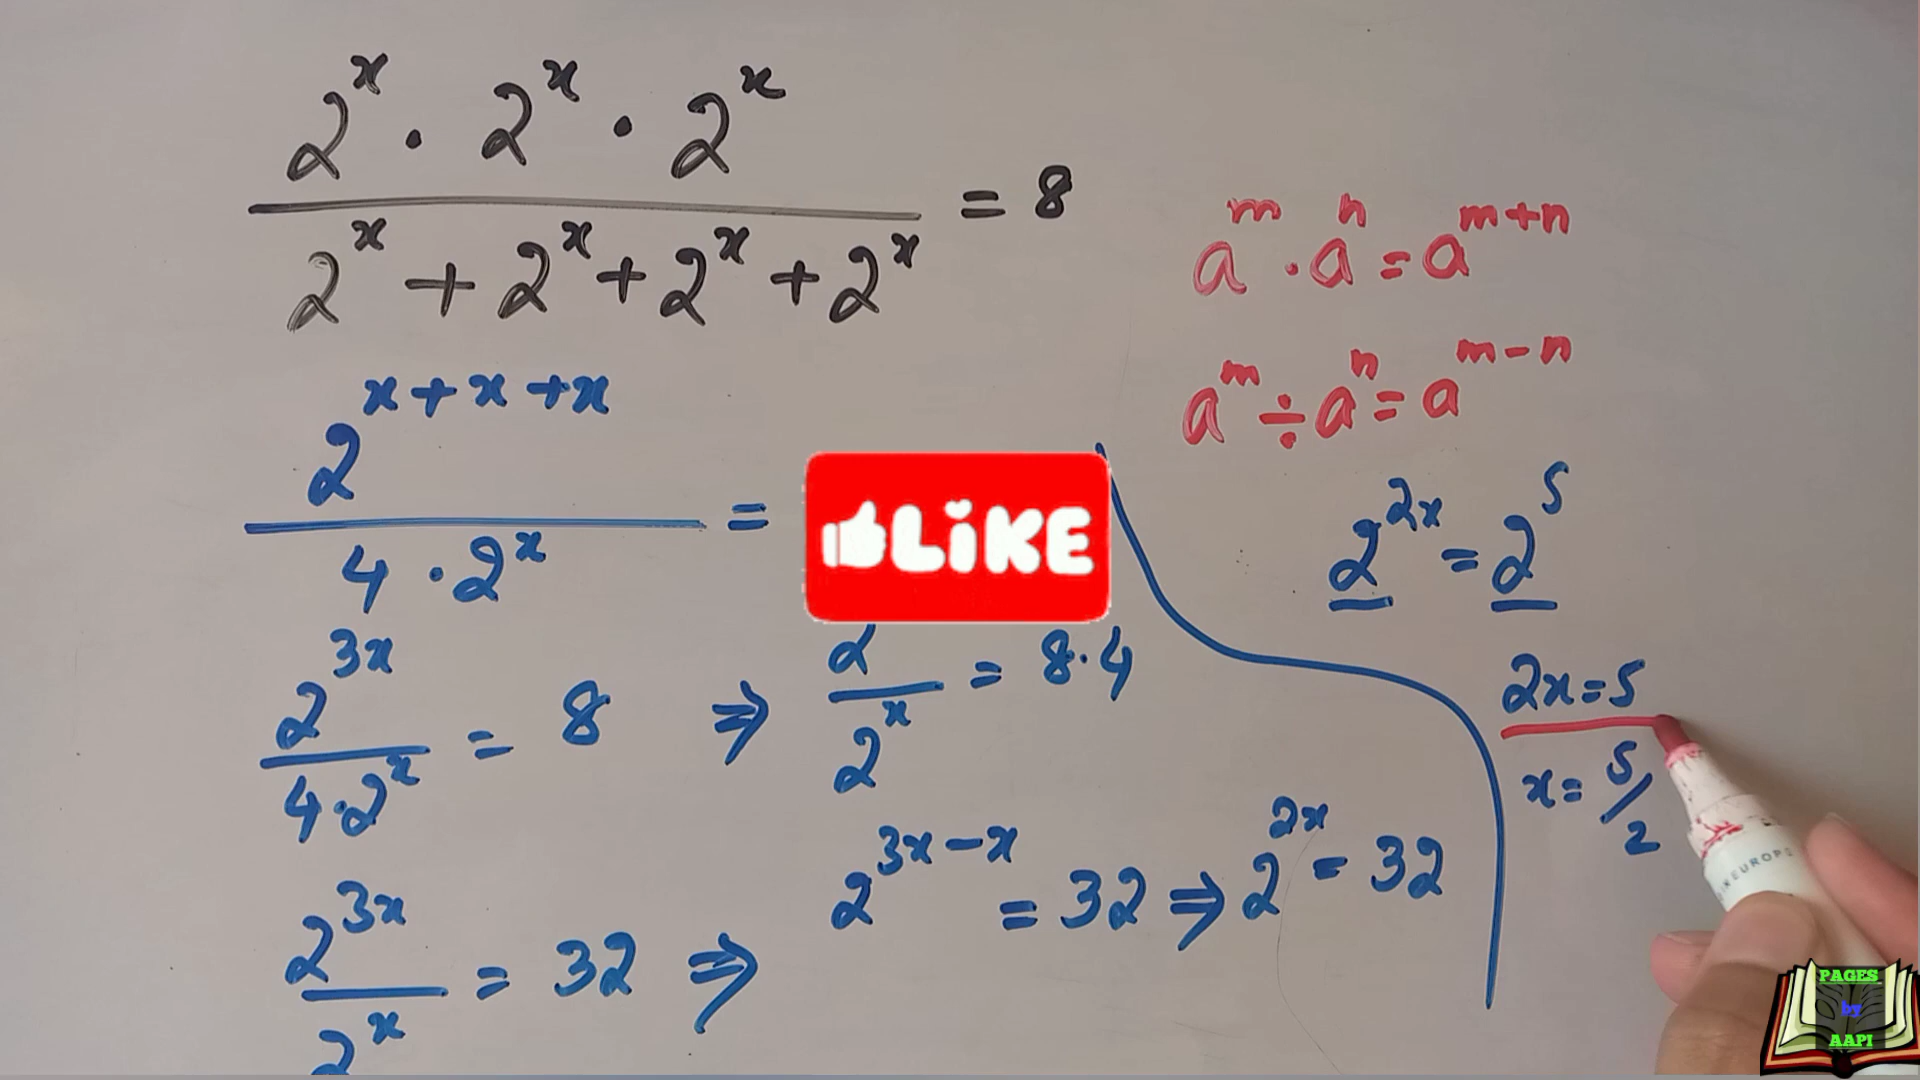 2^x · 2^x · 2^x
2^x + 2^x + 2^x + 2^x = 8
a^m · a^n = a^{m+n}
a^m ÷ a^n = a^{m-n}
2^{x+x+x}
4 · 2^x =
LiKE
2^{3x}
4·2^x = 8 ⇒
2
2^x = 8·4
2^{3x}
2^x = 32 ⇒
2^{3x-x} = 32 ⇒ 2^{2x} = 32
2^{2x} = 2^5
2x=5
x= 5/2
PAGES
by
AAPI